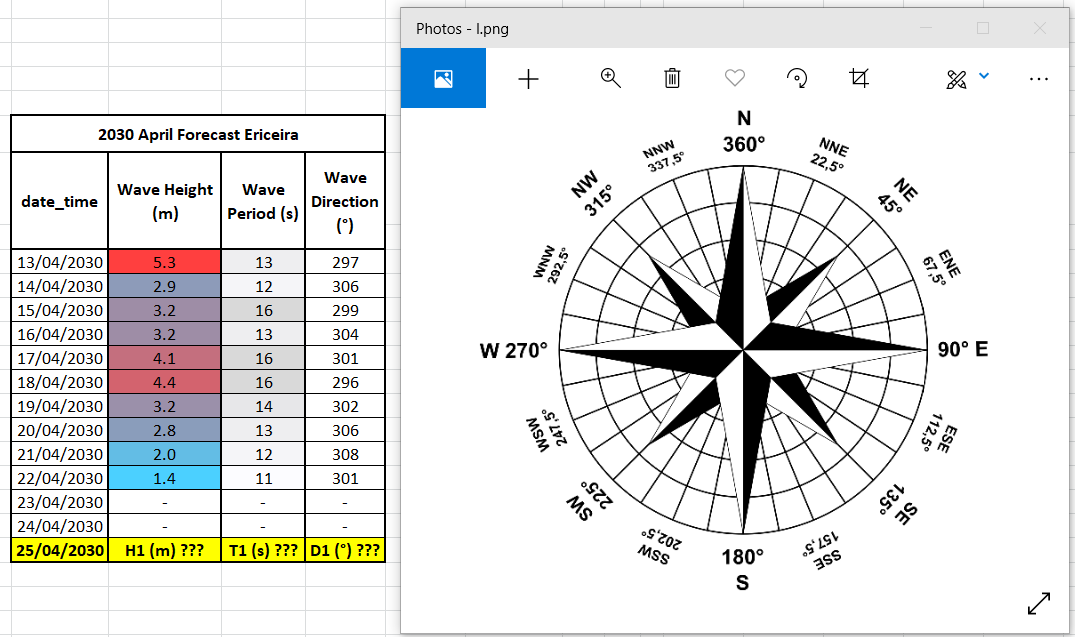 Photos - l.png
2030 April Forecast Ericeira
date_time Wave Height (m) Wave Period (s) Wave Direction (°)
13/04/2030 5.3 13 297
14/04/2030 2.9 12 306
15/04/2030 3.2 16 299
16/04/2030 3.2 13 304
17/04/2030 4.1 16 301
18/04/2030 4.4 16 296
19/04/2030 3.2 14 302
20/04/2030 2.8 13 306
21/04/2030 2.0 12 308
22/04/2030 1.4 11 301
23/04/2030 - - -
24/04/2030 - - -
25/04/2030 H1 (m) ??? T1 (s) ??? D1 (°) ???
N
360°
NNE
22,5°
NE
45°
ENE
67,5°
90° E
ESE
12,5°
SE
135°
SSE
157,5°
180°
S
SSW
202,5°
SW
225°
WSW
247,5°
W 270°
WNW
292,5°
NW
315°
NNW
337,5°